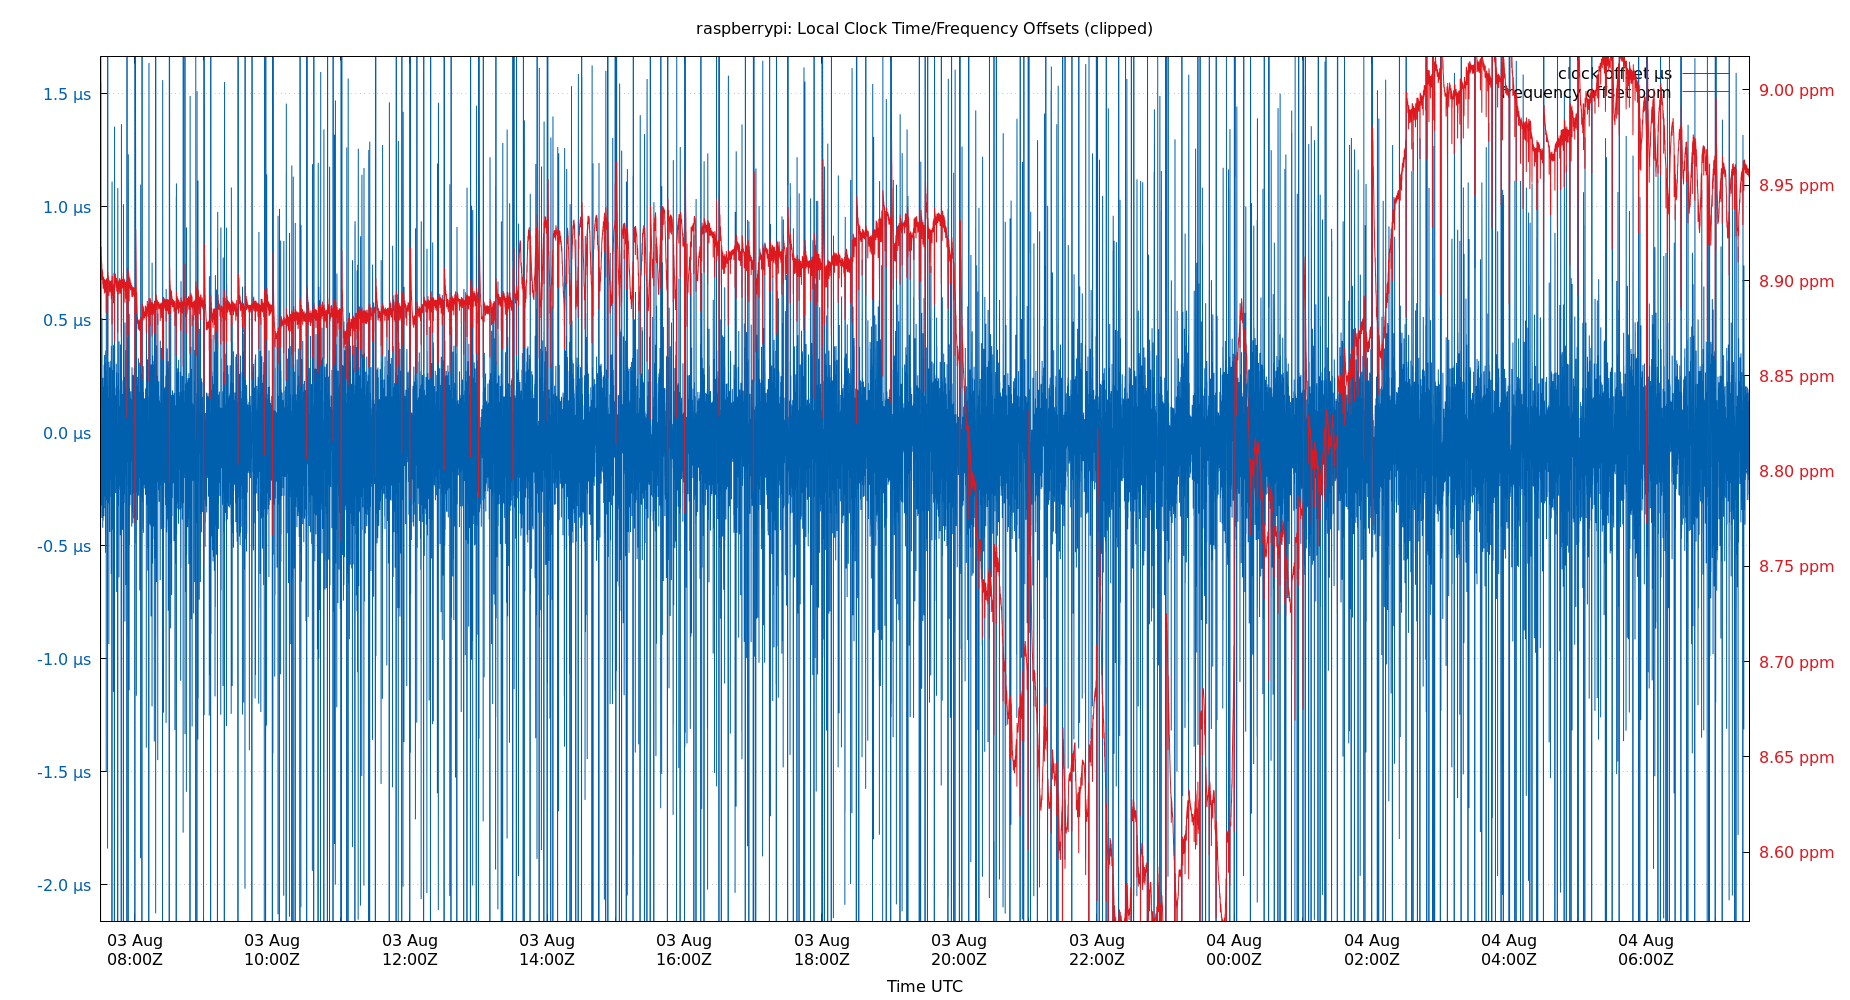 raspberrypi: Local Clock Time/Frequency Offsets (clipped)
clock offset µs
frequency offset ppm
1.5 µs
1.0 µs
0.5 µs
0.0 µs
-0.5 µs
-1.0 µs
-1.5 µs
-2.0 µs
9.00 ppm
8.95 ppm
8.90 ppm
8.85 ppm
8.80 ppm
8.75 ppm
8.70 ppm
8.65 ppm
8.60 ppm
03 Aug 03 Aug 03 Aug 03 Aug 03 Aug 03 Aug 03 Aug 03 Aug 04 Aug 04 Aug 04 Aug 04 Aug
08:00Z 10:00Z 12:00Z 14:00Z 16:00Z 18:00Z 20:00Z 22:00Z 00:00Z 02:00Z 04:00Z 06:00Z
Time UTC